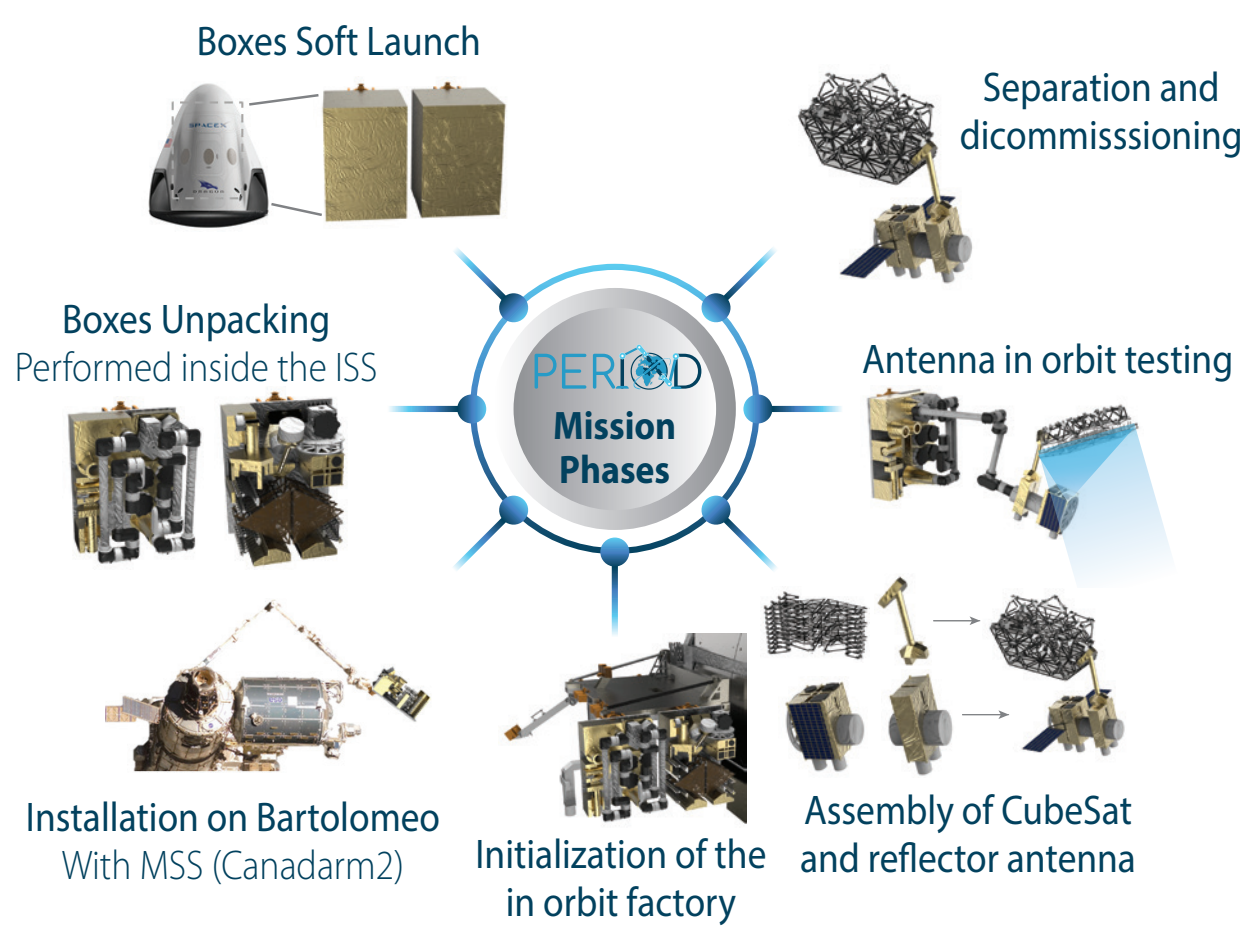 Boxes Soft Launch
SPACEX
DRAGON
Boxes Unpacking
Performed inside the ISS
Installation on Bartolomeo
With MSS (Canadarm2)
Initialization of the
in orbit factory
Assembly of CubeSat
and reflector antenna
Antenna in orbit testing
Separation and
dicommisssioning
PERIOD
Mission
Phases